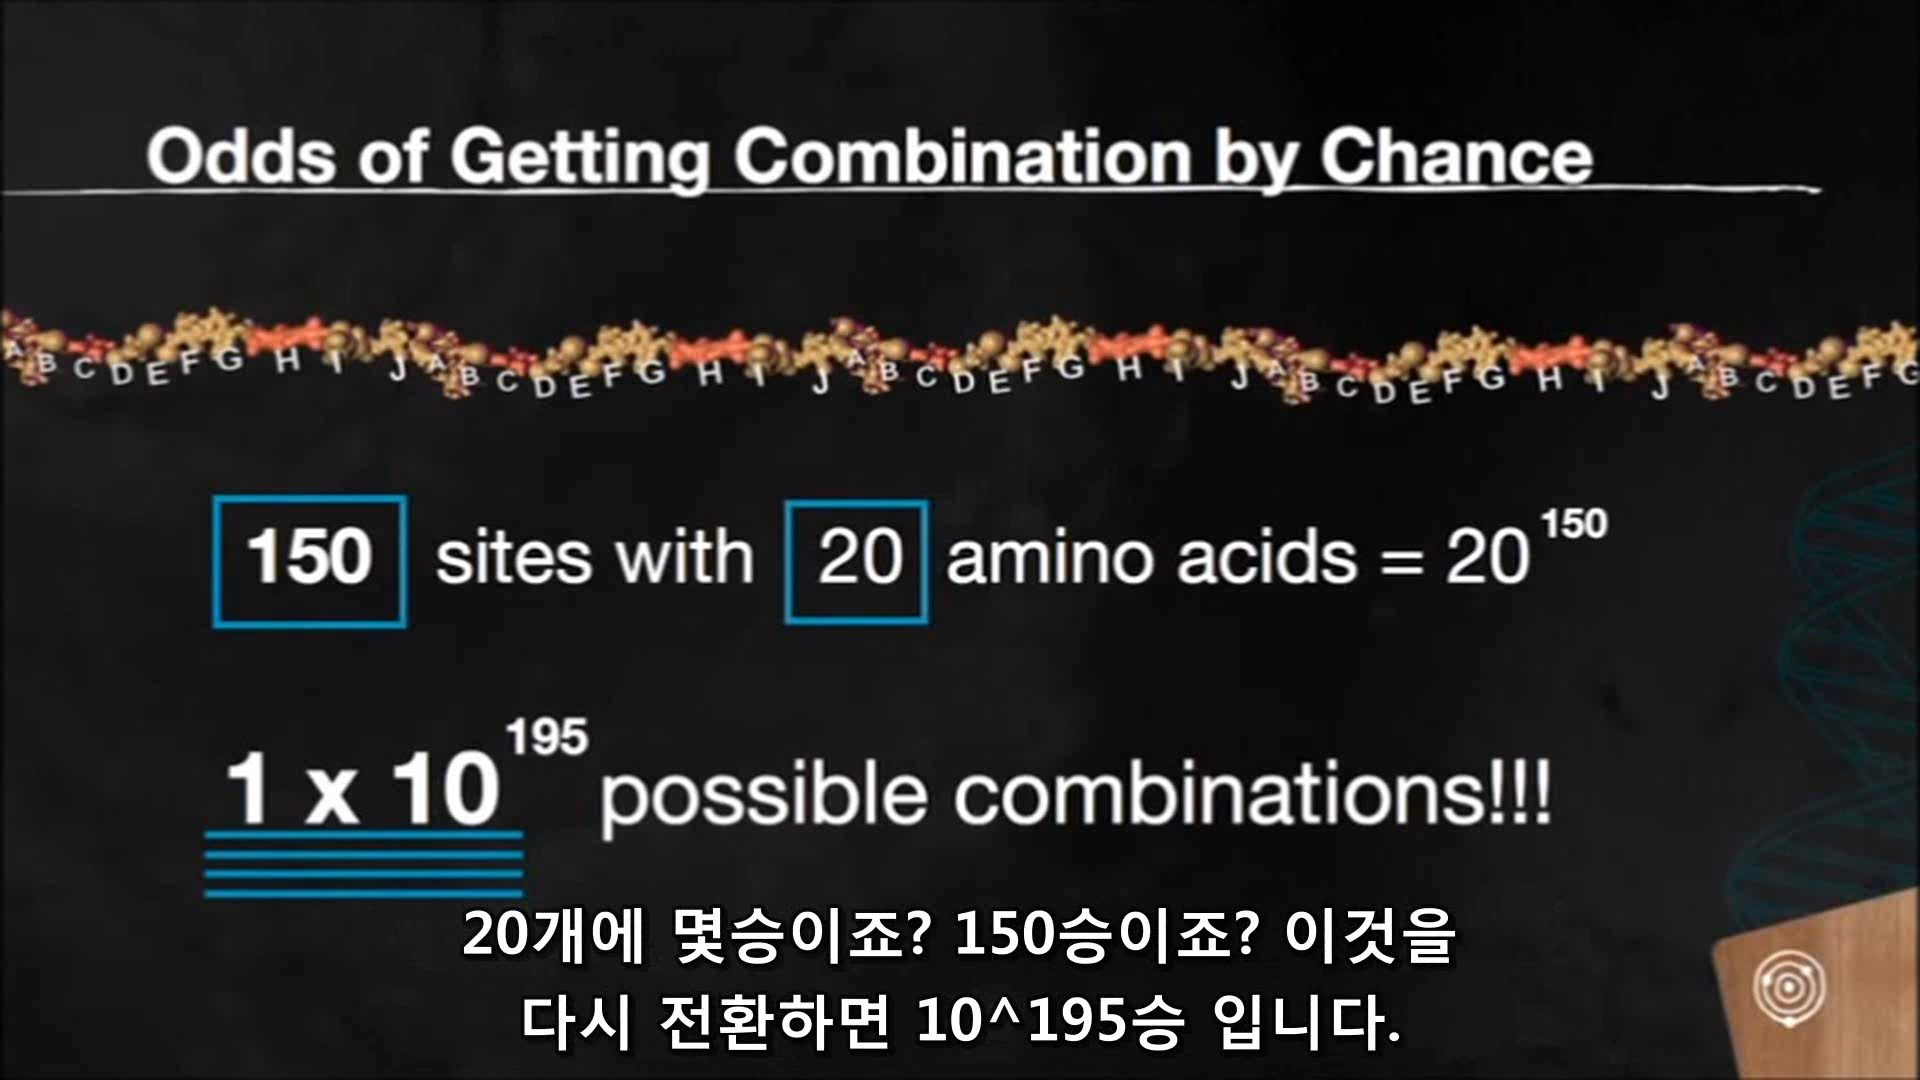 Odds of Getting Combination by Chance
A B C D E F G H I J A B C D E F G H I J A B C D E F G H I J A B C D E F G H I J A B C D E F G
150 sites with 20 amino acids = 20 150
1 x 10 195 possible combinations!!!
20개에 몇승이죠? 150승이죠? 이것을
다시 전환하면 10^195승 입니다.